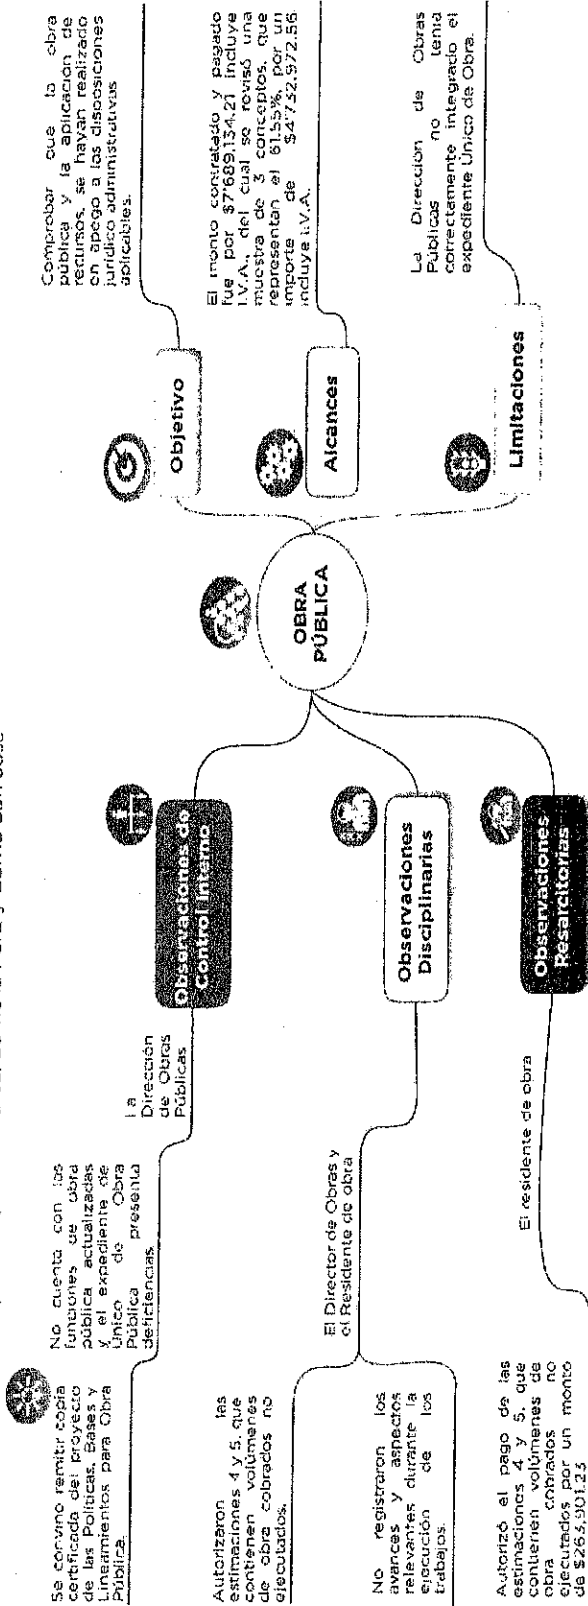 Se convino remitir copia
certificada del proyecto
de las Políticas, Bases y
Lineamientos para Obra
Pública.
No cuenta con las
funciones de obra
pública actualizadas
y el expediente de
Único de Obra
Pública presenta
deficiencias.
La
Dirección
de Obras
Públicas
Observaciones de
Control Interno
Autorizaron las
estimaciones 4 y 5, que
contienen volúmenes
de obra cobrados no
ejecutados.
No registraron los
avances y aspectos
relevantes durante la
ejecución de los
trabajos.
El Director de Obras y
el Residente de obra
Observaciones
Disciplinarias
Autorizó el pago de las
estimaciones 4 y 5, que
contienen volúmenes de
obra cobrados no
ejecutados por un monto
de $263,901.23
El residente de obra
Observaciones
Resarcitorias
OBRA
PÚBLICA
Objetivo
Comprobar que la obra
pública y la aplicación de
recursos, se hayan realizado
en apego a las disposiciones
jurídico administrativas
aplicables.
Alcances
El monto contratado y pagado
fue por $7'689,134.21 incluye
I.V.A., del cual se revisó una
muestra de 3 conceptos, que
representan el 61.55%, por un
importe de $4'732,972.56
incluye I.V.A.
Limitaciones
La Dirección de Obras
Públicas no tenía
correctamente integrado el
expediente Único de Obra.